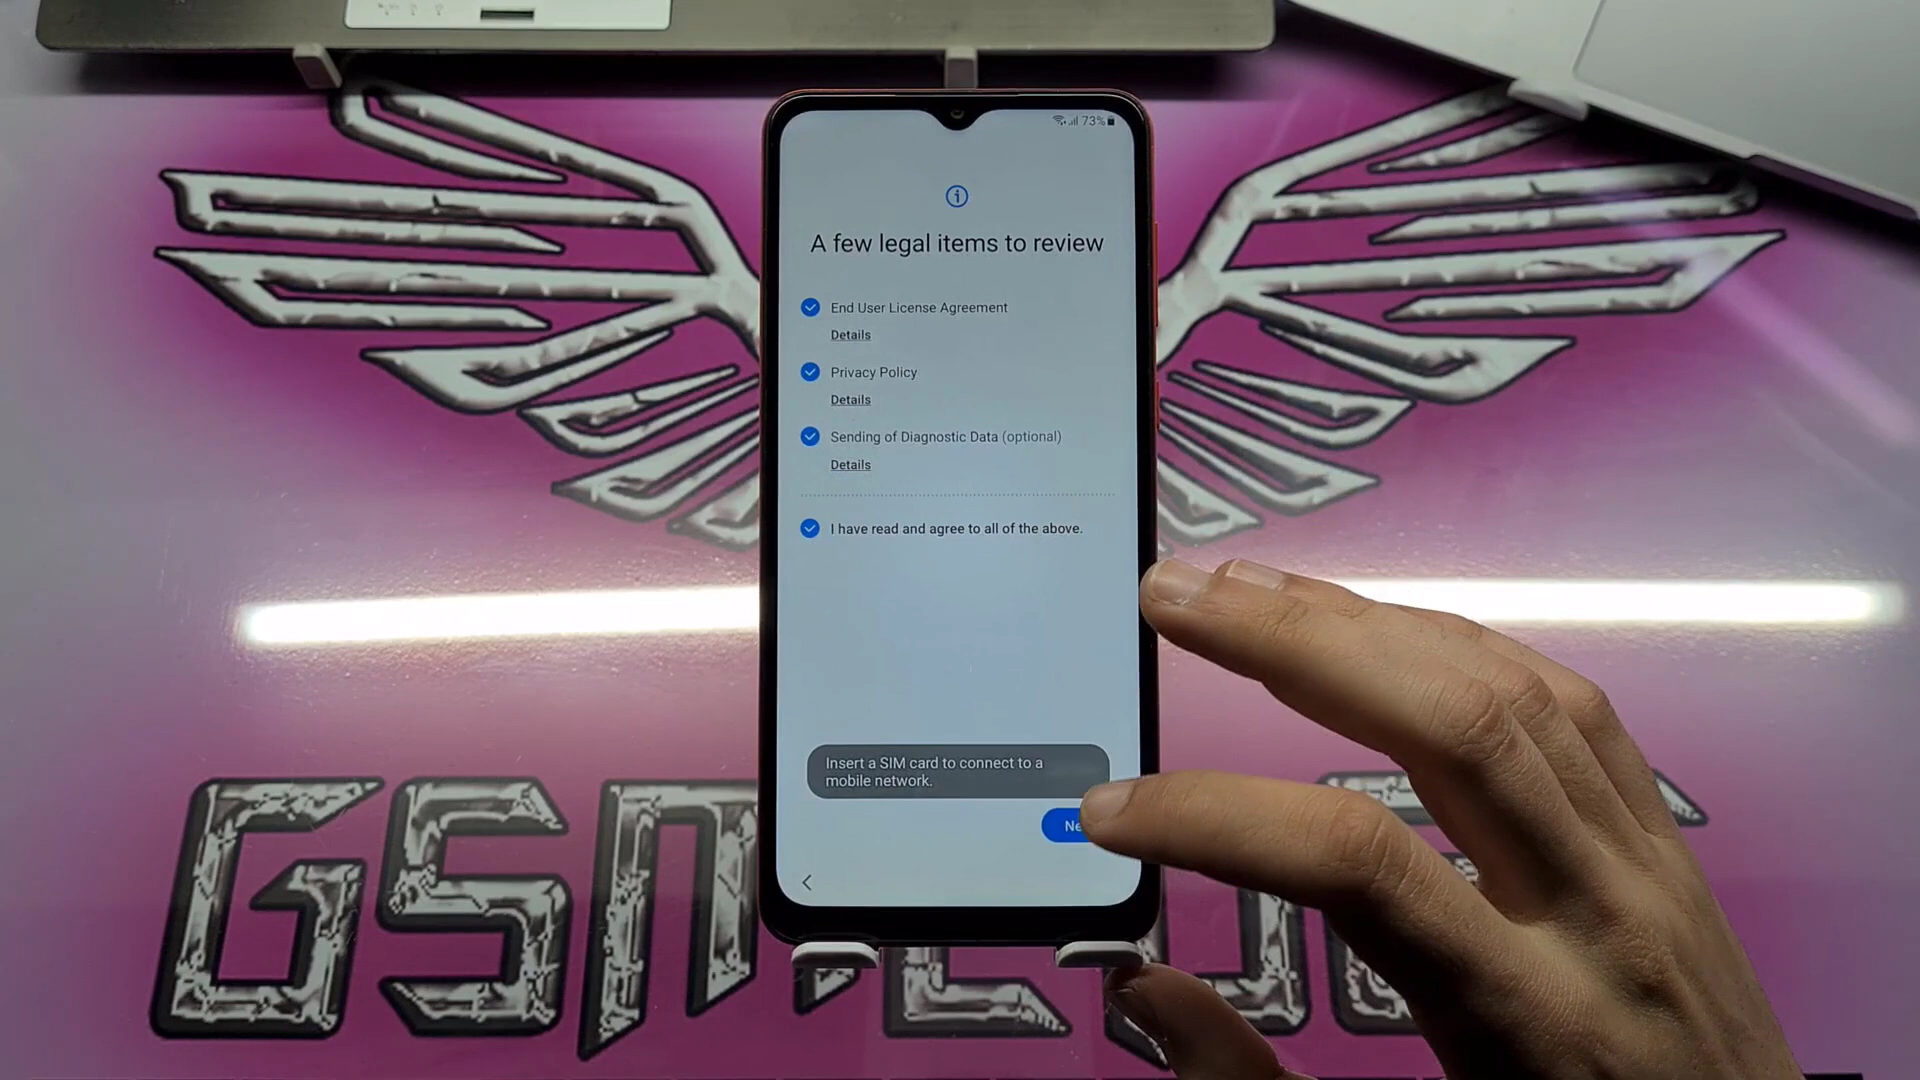 73%
A few legal items to review
End User License Agreement
Details
Privacy Policy
Details
Sending of Diagnostic Data (optional)
Details
I have read and agree to all of the above.
Insert a SIM card to connect to a
mobile network.